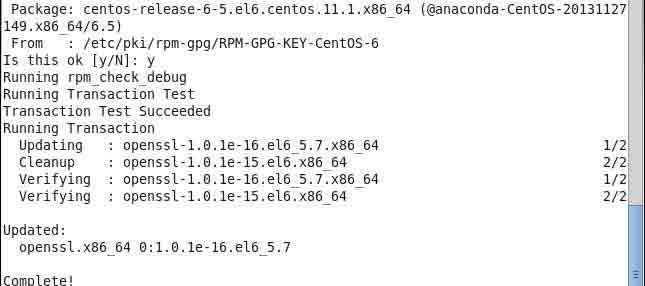 Package: centos-release-6-5.el6.centos.11.1.x86_64 (@anaconda-CentOS-20131127
149.x86_64/6.5)
From   : /etc/pki/rpm-gpg/RPM-GPG-KEY-CentOS-6
Is this ok [y/N]: y
Running rpm_check_debug
Running Transaction Test
Transaction Test Succeeded
Running Transaction
  Updating   : openssl-1.0.1e-16.el6_5.7.x86_64                            1/2
  Cleanup    : openssl-1.0.1e-15.el6.x86_64                                2/2
  Verifying  : openssl-1.0.1e-16.el6_5.7.x86_64                            1/2
  Verifying  : openssl-1.0.1e-15.el6.x86_64                                2/2

Updated:
  openssl.x86_64 0:1.0.1e-16.el6_5.7

Complete!